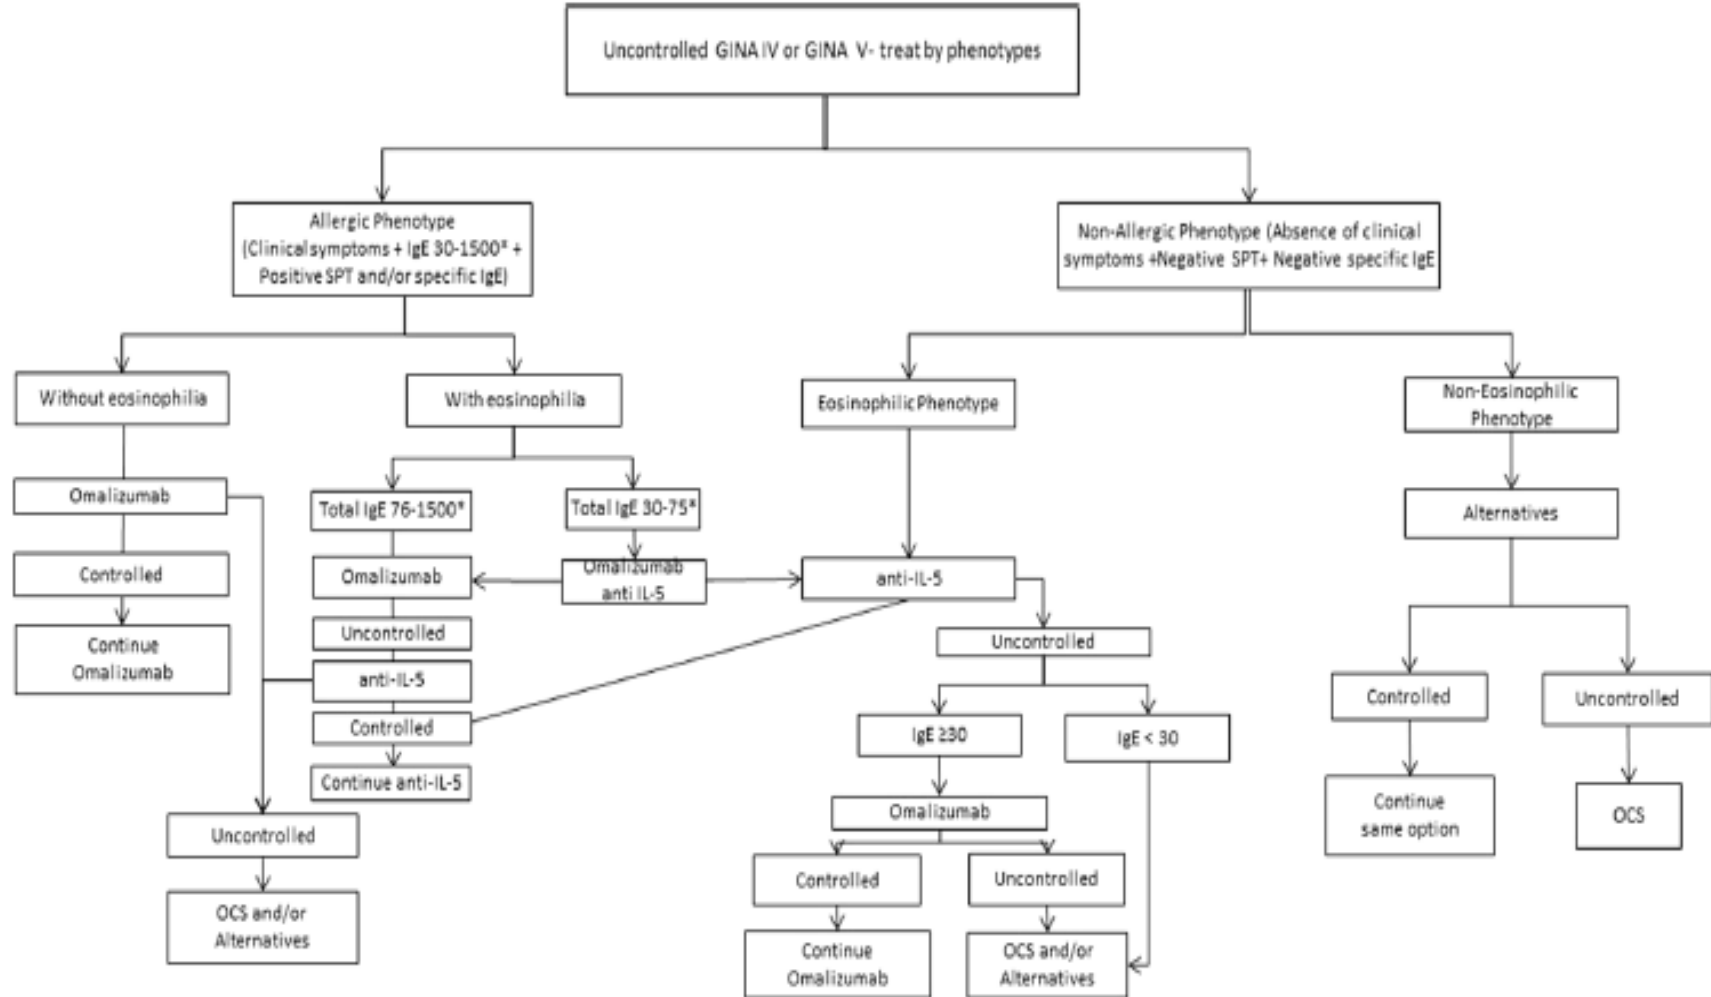 Uncontrolled GINA IV or GINA V- treat by phenotypes
Allergic Phenotype
(Clinical symptoms + IgE 30-1500* +
Positive SPT and/or specific IgE)
Non-Allergic Phenotype (Absence of clinical
symptoms +Negative SPT+ Negative specific IgE
Without eosinophilia
With eosinophilia
Eosinophilic Phenotype
Non-Eosinophilic
Phenotype
Omalizumab
Total IgE 76-1500*
Total IgE 30-75*
Alternatives
Controlled
Omalizumab
Omalizumab
anti IL-5
anti-IL-5
Continue
Omalizumab
Uncontrolled
Uncontrolled
anti-IL-5
Controlled
Controlled
Uncontrolled
IgE ≥30
IgE < 30
Continue anti-IL-5
Omalizumab
Continue
same option
OCS
Uncontrolled
Controlled
Uncontrolled
OCS and/or
Alternatives
Continue
Omalizumab
OCS and/or
Alternatives